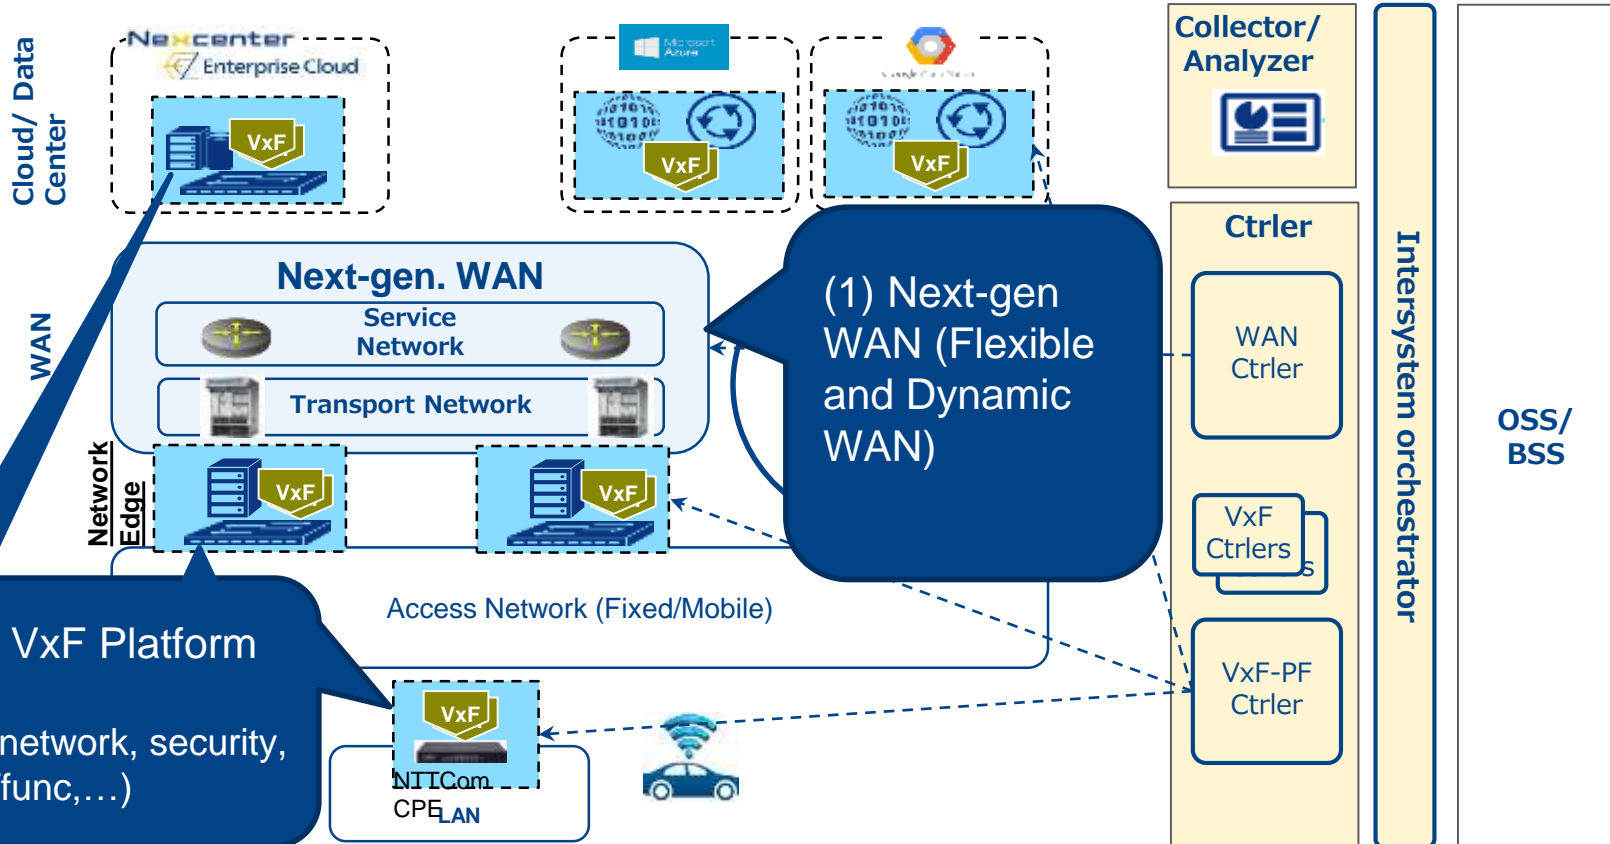 Cloud/ Data
Center
Nexcenter
Enterprise Cloud
VxF
Microsoft
Azure
VxF
VxF
Collector/
Analyzer
WAN
Next-gen. WAN
Service
Network
Transport Network
(1) Next-gen
WAN (Flexible
and Dynamic
WAN)
Ctrler
WAN
Ctrler
VxF
Ctrlers
s
VxF-PF
Ctrler
Intersystem orchestrator
OSS/
BSS
Network
Edge
VxF
VxF
Access Network (Fixed/Mobile)
VxF Platform
network, security,
func,…)
VxF
NTTCom
CPE
LAN